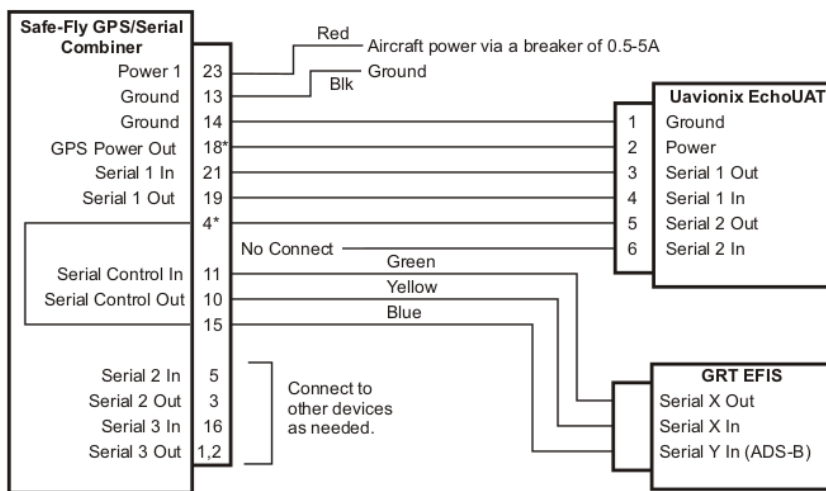 Safe-Fly GPS/Serial
Combiner
Power 1 23
Ground 13
Ground 14
GPS Power Out 18*
Serial 1 In 21
Serial 1 Out 19
4*
Serial Control In 11
Serial Control Out 10
15
Serial 2 In 5
Serial 2 Out 3
Serial 3 In 16
Serial 3 Out 1,2
Red
Aircraft power via a breaker of 0.5-5A
Blk
Ground
No Connect
Green
Yellow
Blue
Connect to
other devices
as needed.
Uavionix EchoUAT
1 Ground
2 Power
3 Serial 1 Out
4 Serial 1 In
5 Serial 2 Out
6 Serial 2 In
GRT EFIS
Serial X Out
Serial X In
Serial Y In (ADS-B)